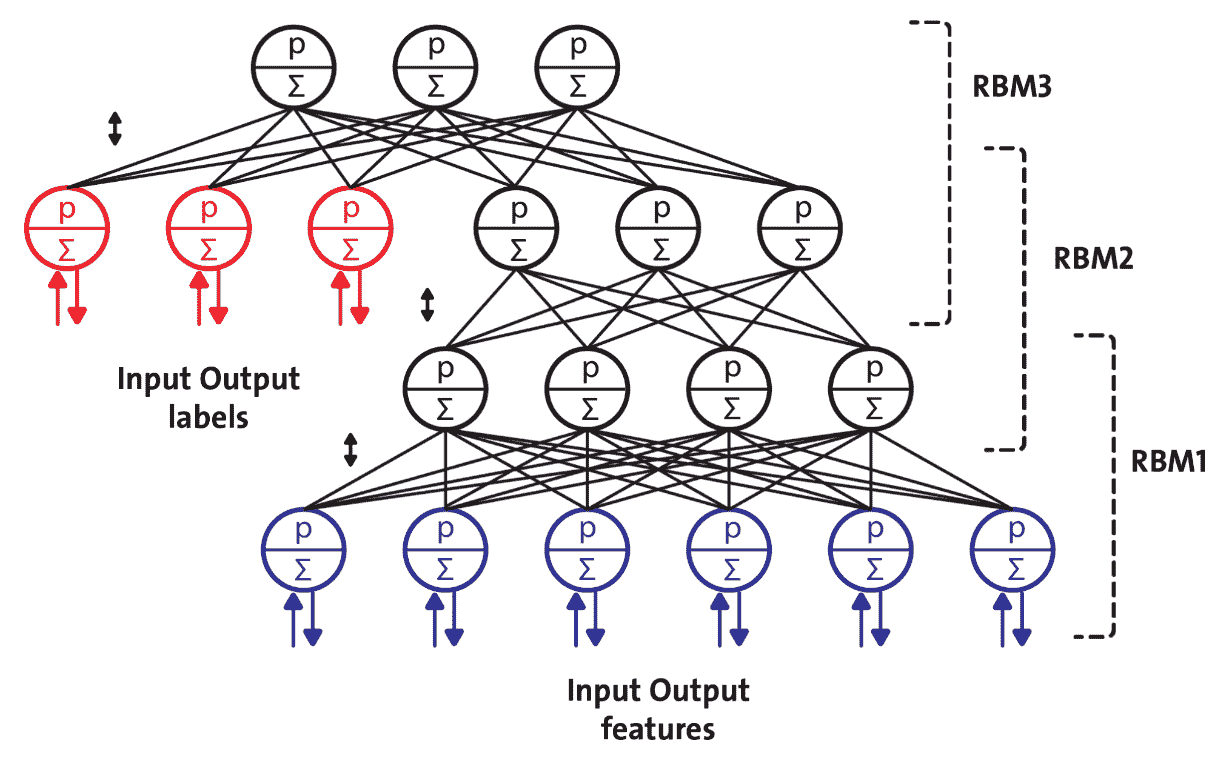 p p p
Σ Σ Σ
RBM3
p p p p p p
Σ Σ Σ Σ Σ Σ
RBM2
p p p p
Σ Σ Σ Σ
Input Output
labels
RBM1
p p p p p p
Σ Σ Σ Σ Σ Σ
Input Output
features